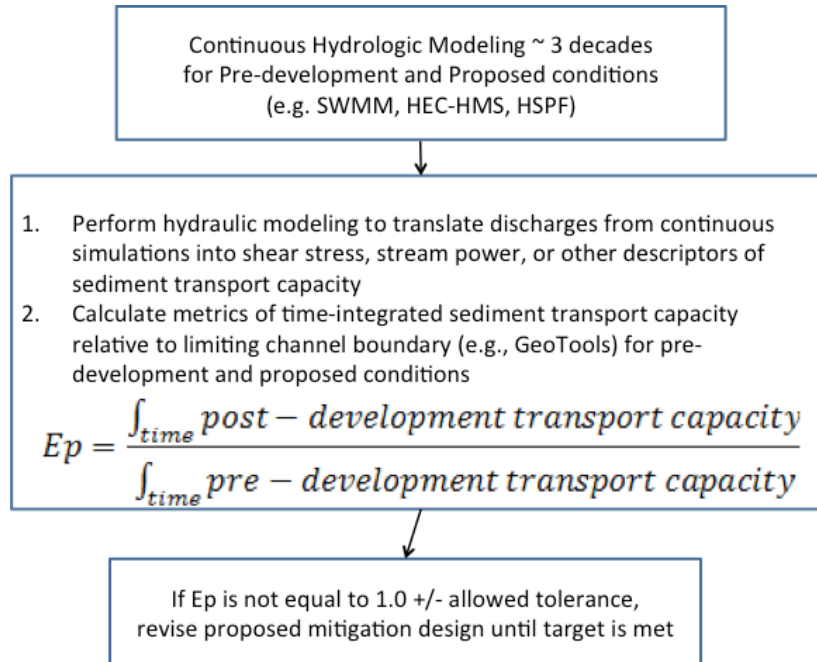 Continuous Hydrologic Modeling ~ 3 decades
for Pre-development and Proposed conditions
(e.g. SWMM, HEC-HMS, HSPF)
1. Perform hydraulic modeling to translate discharges from continuous
simulations into shear stress, stream power, or other descriptors of
sediment transport capacity
2. Calculate metrics of time-integrated sediment transport capacity
relative to limiting channel boundary (e.g., GeoTools) for pre-
development and proposed conditions
Ep = ∫time post − development transport capacity
∫time pre − development transport capacity
If Ep is not equal to 1.0 +/- allowed tolerance,
revise proposed mitigation design until target is met